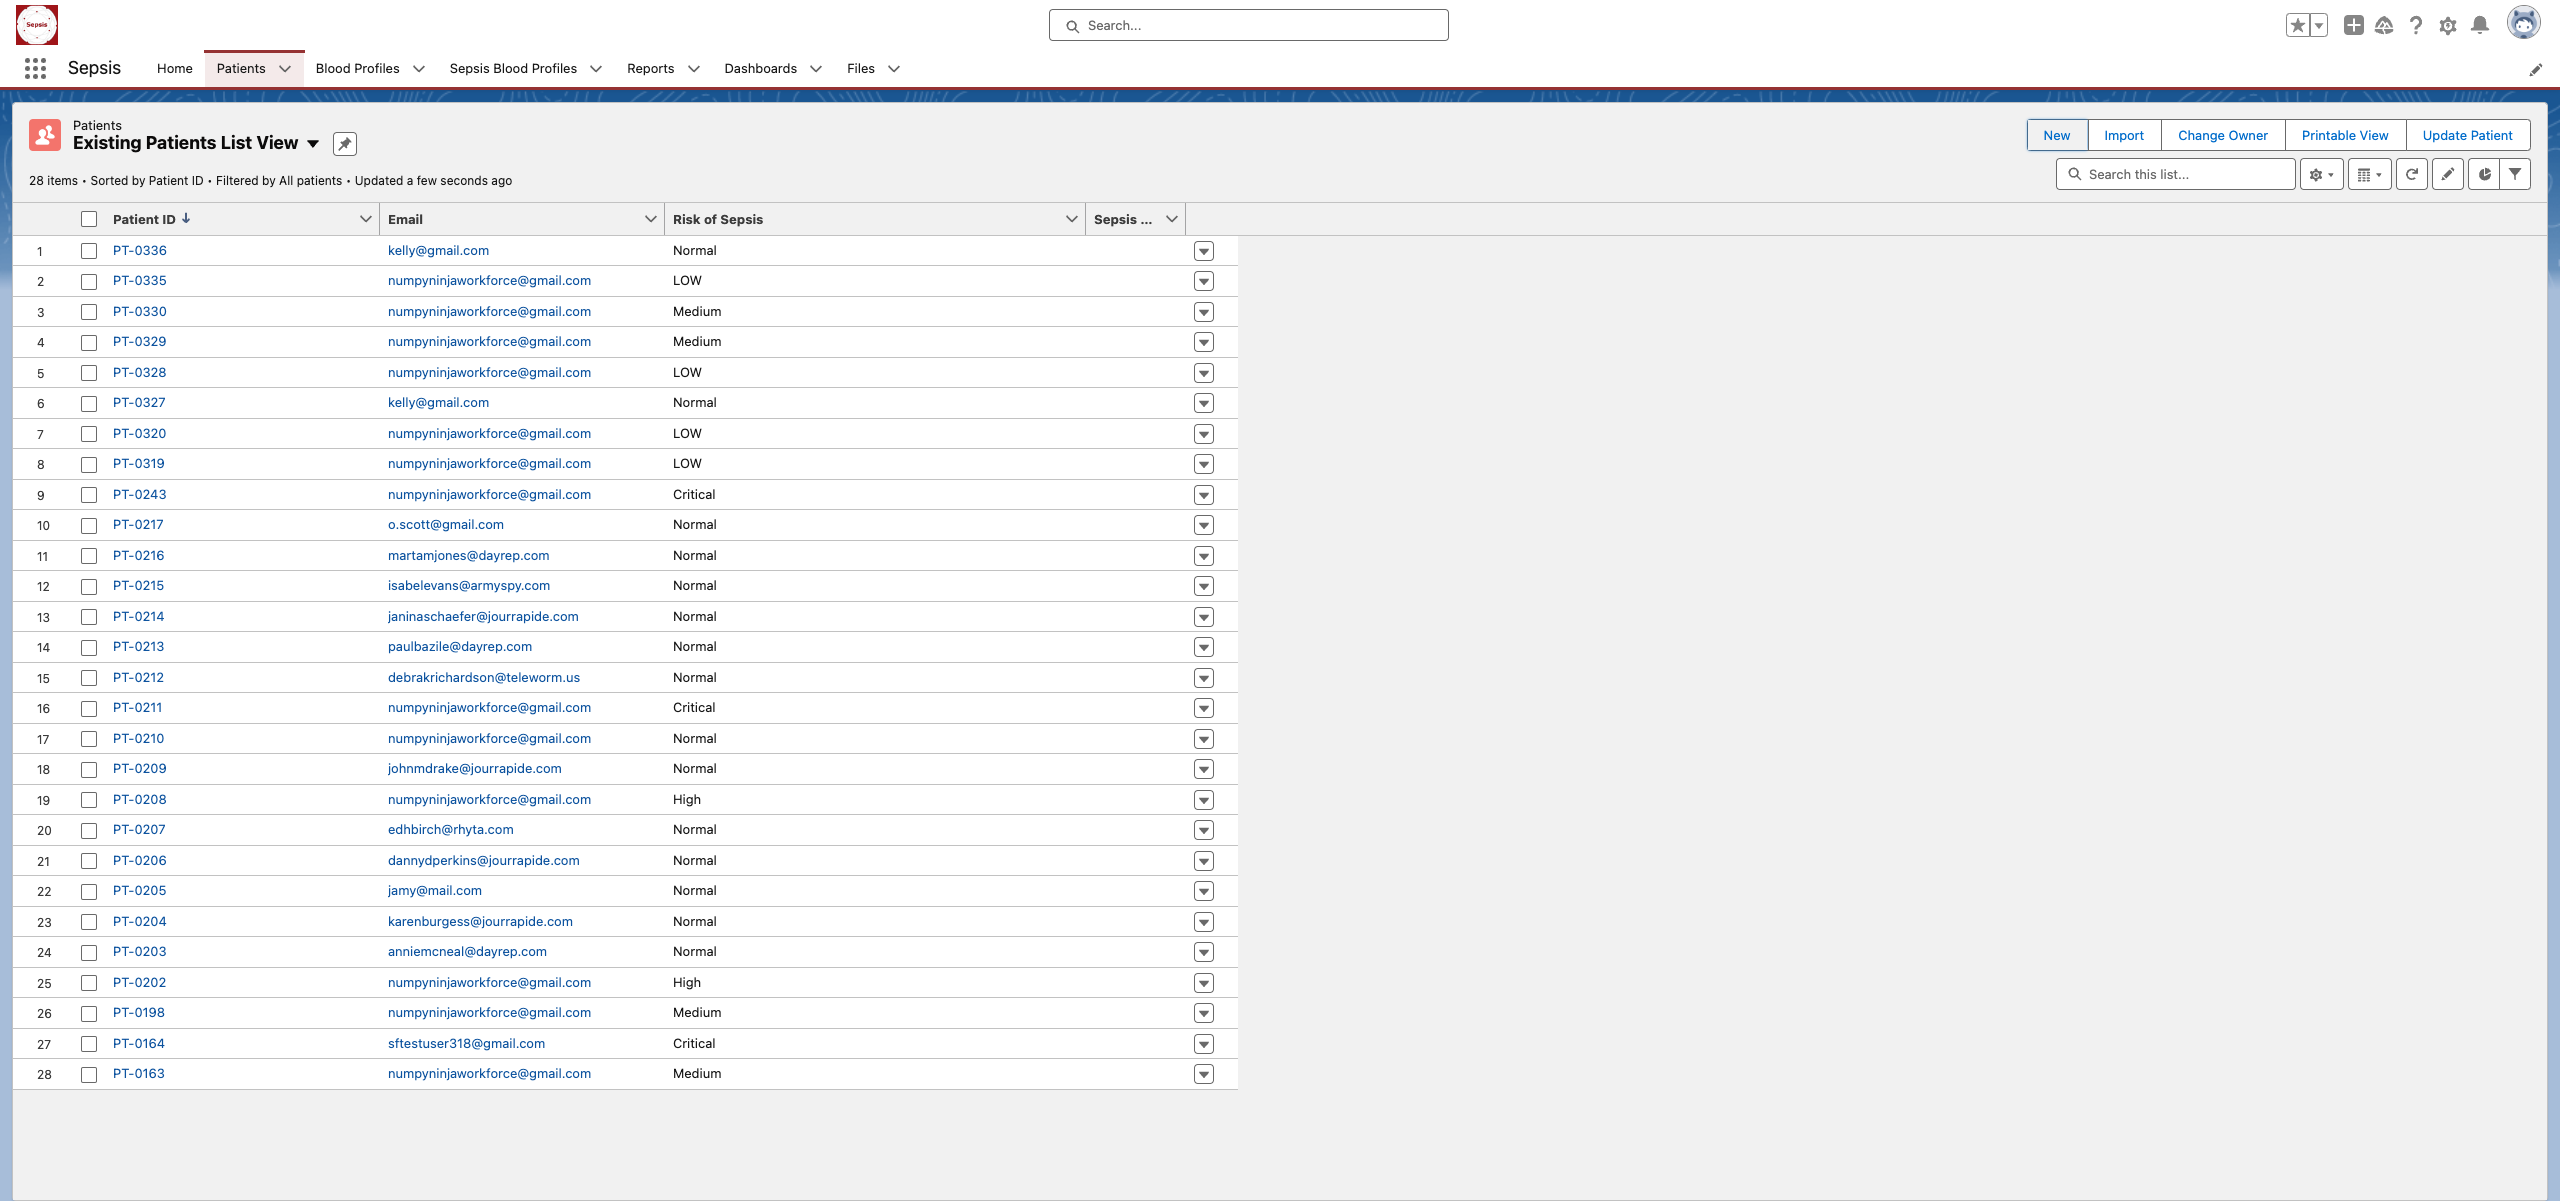 Sepsis
Search...
Sepsis Home Patients Blood Profiles Sepsis Blood Profiles Reports Dashboards Files
Patients
Existing Patients List View
New Import Change Owner Printable View Update Patient
28 items • Sorted by Patient ID • Filtered by All patients • Updated a few seconds ago
Search this list...
Patient ID Email Risk of Sepsis Sepsis ...
1 PT-0336 kelly@gmail.com Normal
2 PT-0335 numpyninjaworkforce@gmail.com LOW
3 PT-0330 numpyninjaworkforce@gmail.com Medium
4 PT-0329 numpyninjaworkforce@gmail.com Medium
5 PT-0328 numpyninjaworkforce@gmail.com LOW
6 PT-0327 kelly@gmail.com Normal
7 PT-0320 numpyninjaworkforce@gmail.com LOW
8 PT-0319 numpyninjaworkforce@gmail.com LOW
9 PT-0243 numpyninjaworkforce@gmail.com Critical
10 PT-0217 o.scott@gmail.com Normal
11 PT-0216 martamjones@dayrep.com Normal
12 PT-0215 isabelevans@armyspy.com Normal
13 PT-0214 janinaschaefer@jourrapide.com Normal
14 PT-0213 paulbazile@dayrep.com Normal
15 PT-0212 debrakrichardson@teleworm.us Normal
16 PT-0211 numpyninjaworkforce@gmail.com Critical
17 PT-0210 numpyninjaworkforce@gmail.com Normal
18 PT-0209 johnmdrake@jourrapide.com Normal
19 PT-0208 numpyninjaworkforce@gmail.com High
20 PT-0207 edhbirch@rhyta.com Normal
21 PT-0206 dannydperkins@jourrapide.com Normal
22 PT-0205 jamy@mail.com Normal
23 PT-0204 karenburgess@jourrapide.com Normal
24 PT-0203 anniemcneal@dayrep.com Normal
25 PT-0202 numpyninjaworkforce@gmail.com High
26 PT-0198 numpyninjaworkforce@gmail.com Medium
27 PT-0164 sftestuser318@gmail.com Critical
28 PT-0163 numpyninjaworkforce@gmail.com Medium